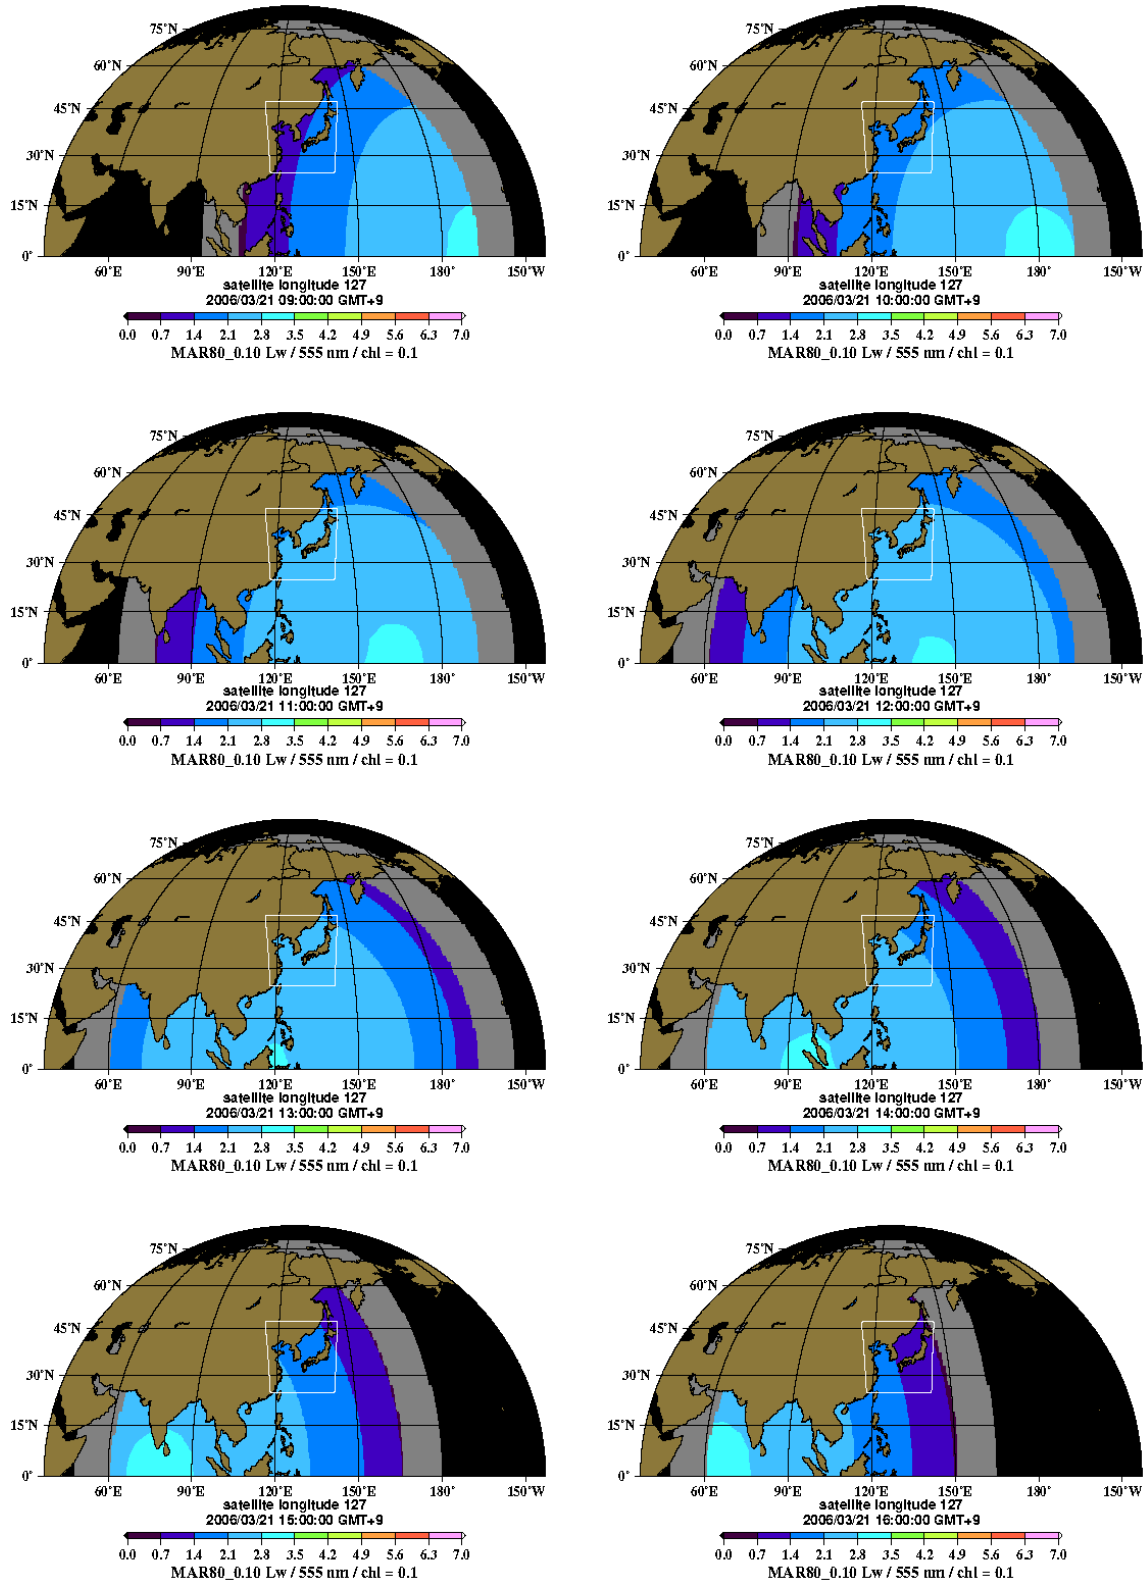 75°N
60°N
45°N
30°N
15°N
0°
60°E 90°E 120°E 150°E 180° 150°W
satellite longitude 127
2006/03/21 09:00:00 GMT+9
0.0 0.7 1.4 2.1 2.8 3.5 4.2 4.9 5.6 6.3 7.0
MAR80_0.10 Lw / 555 nm / chl = 0.1
75°N
60°N
45°N
30°N
15°N
0°
60°E 90°E 120°E 150°E 180° 150°W
satellite longitude 127
2006/03/21 10:00:00 GMT+9
0.0 0.7 1.4 2.1 2.8 3.5 4.2 4.9 5.6 6.3 7.0
MAR80_0.10 Lw / 555 nm / chl = 0.1
75°N
60°N
45°N
30°N
15°N
0°
60°E 90°E 120°E 150°E 180° 150°W
satellite longitude 127
2006/03/21 11:00:00 GMT+9
0.0 0.7 1.4 2.1 2.8 3.5 4.2 4.9 5.6 6.3 7.0
MAR80_0.10 Lw / 555 nm / chl = 0.1
75°N
60°N
45°N
30°N
15°N
0°
60°E 90°E 120°E 150°E 180° 150°W
satellite longitude 127
2006/03/21 12:00:00 GMT+9
0.0 0.7 1.4 2.1 2.8 3.5 4.2 4.9 5.6 6.3 7.0
MAR80_0.10 Lw / 555 nm / chl = 0.1
75°N
60°N
45°N
30°N
15°N
0°
60°E 90°E 120°E 150°E 180° 150°W
satellite longitude 127
2006/03/21 13:00:00 GMT+9
0.0 0.7 1.4 2.1 2.8 3.5 4.2 4.9 5.6 6.3 7.0
MAR80_0.10 Lw / 555 nm / chl = 0.1
75°N
60°N
45°N
30°N
15°N
0°
60°E 90°E 120°E 150°E 180° 150°W
satellite longitude 127
2006/03/21 14:00:00 GMT+9
0.0 0.7 1.4 2.1 2.8 3.5 4.2 4.9 5.6 6.3 7.0
MAR80_0.10 Lw / 555 nm / chl = 0.1
75°N
60°N
45°N
30°N
15°N
0°
60°E 90°E 120°E 150°E 180° 150°W
satellite longitude 127
2006/03/21 15:00:00 GMT+9
0.0 0.7 1.4 2.1 2.8 3.5 4.2 4.9 5.6 6.3 7.0
MAR80_0.10 Lw / 555 nm / chl = 0.1
75°N
60°N
45°N
30°N
15°N
0°
60°E 90°E 120°E 150°E 180° 150°W
satellite longitude 127
2006/03/21 16:00:00 GMT+9
0.0 0.7 1.4 2.1 2.8 3.5 4.2 4.9 5.6 6.3 7.0
MAR80_0.10 Lw / 555 nm / chl = 0.1